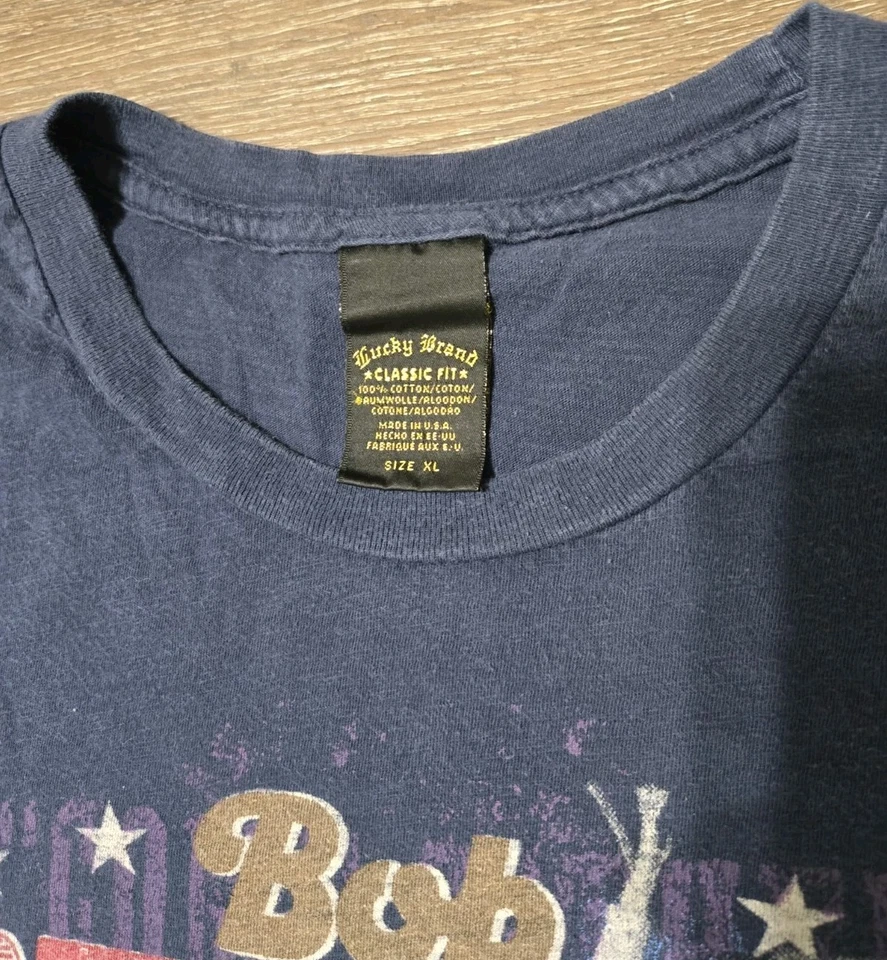 Lucky Brand
★CLASSIC FIT★
100% COTTON/COTON/
BAUMWOLLE/ALGODON/
COTONE/ALGODÃO
MADE IN U.S.A.
HECHO EN EE-UU
FABRIQUÉ AUX E.-U.
SIZE XL
Bob